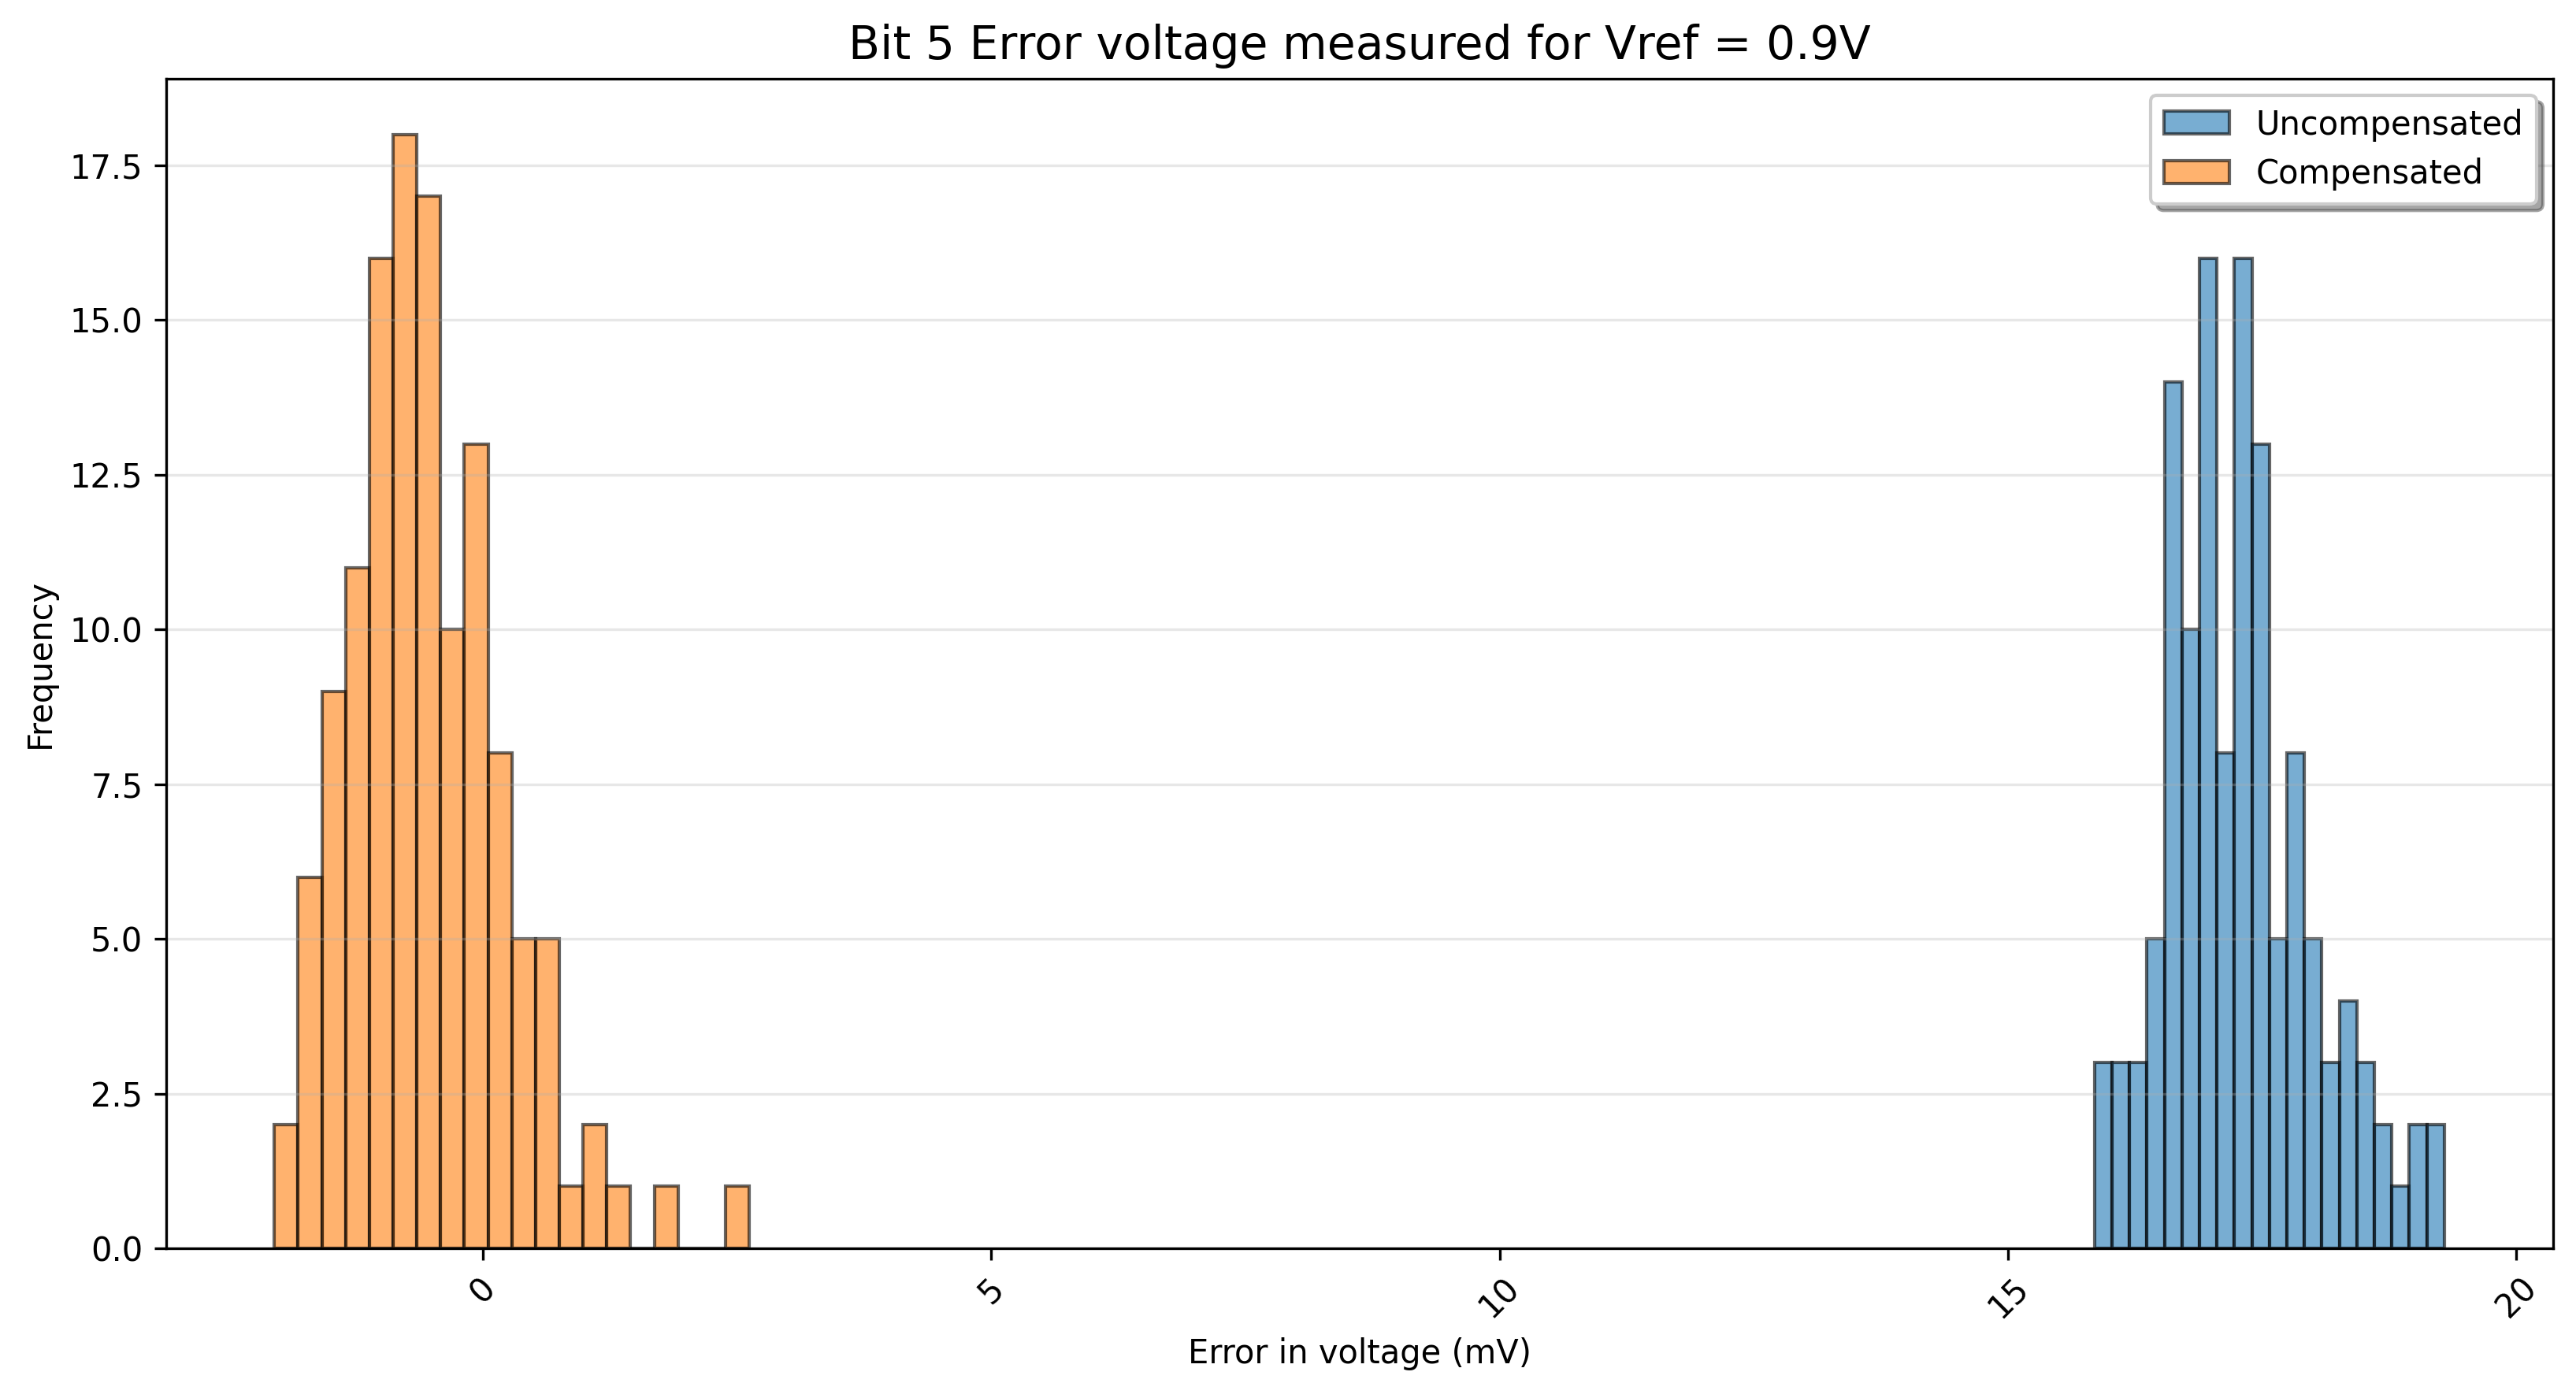 Bit 5 Error voltage measured for Vref = 0.9V
Uncompensated
Compensated
17.5
15.0
12.5
10.0
7.5
5.0
2.5
0.0
Frequency
0 5 10 15 20
Error in voltage (mV)